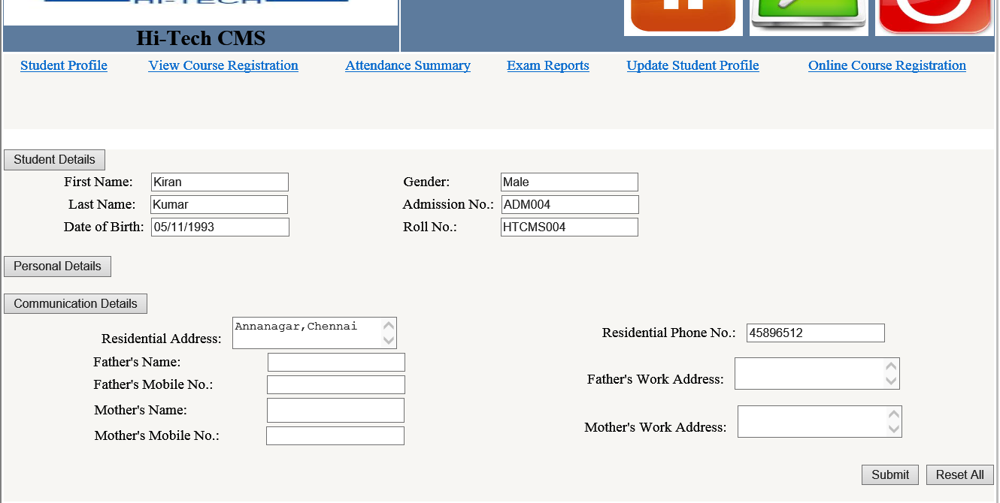 HI-TECH
Hi-Tech CMS
Student Profile View Course Registration Attendance Summary Exam Reports Update Student Profile Online Course Registration
Student Details
First Name: Kiran Gender: Male
Last Name: Kumar Admission No.: ADM004
Date of Birth: 05/11/1993 Roll No.: HTCMS004
Personal Details
Communication Details
Residential Address: Annanagar,Chennai Residential Phone No.: 45896512
Father's Name:
Father's Mobile No.: Father's Work Address:
Mother's Name:
Mother's Mobile No.: Mother's Work Address:
Submit Reset All